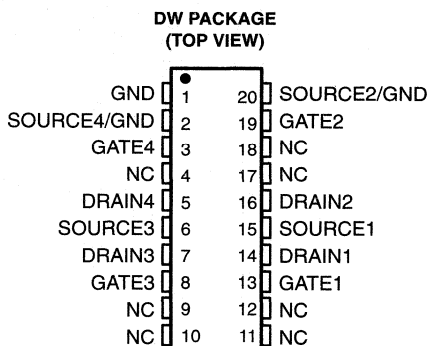 DW PACKAGE
(TOP VIEW)
GND 1 20 SOURCE2/GND
SOURCE4/GND 2 19 GATE2
GATE4 3 18 NC
NC 4 17 NC
DRAIN4 5 16 DRAIN2
SOURCE3 6 15 SOURCE1
DRAIN3 7 14 DRAIN1
GATE3 8 13 GATE1
NC 9 12 NC
NC 10 11 NC